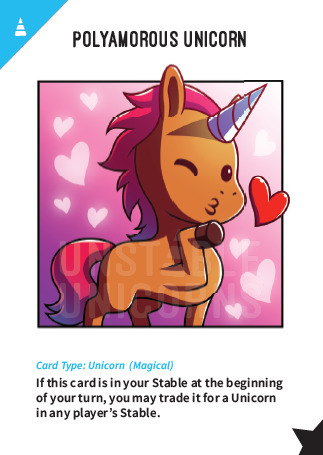 POLYAMOROUS UNICORN
UNSTABLE
UNICORNS
Card Type: Unicorn (Magical)
If this card is in your Stable at the beginning
of your turn, you may trade it for a Unicorn
in any player's Stable.